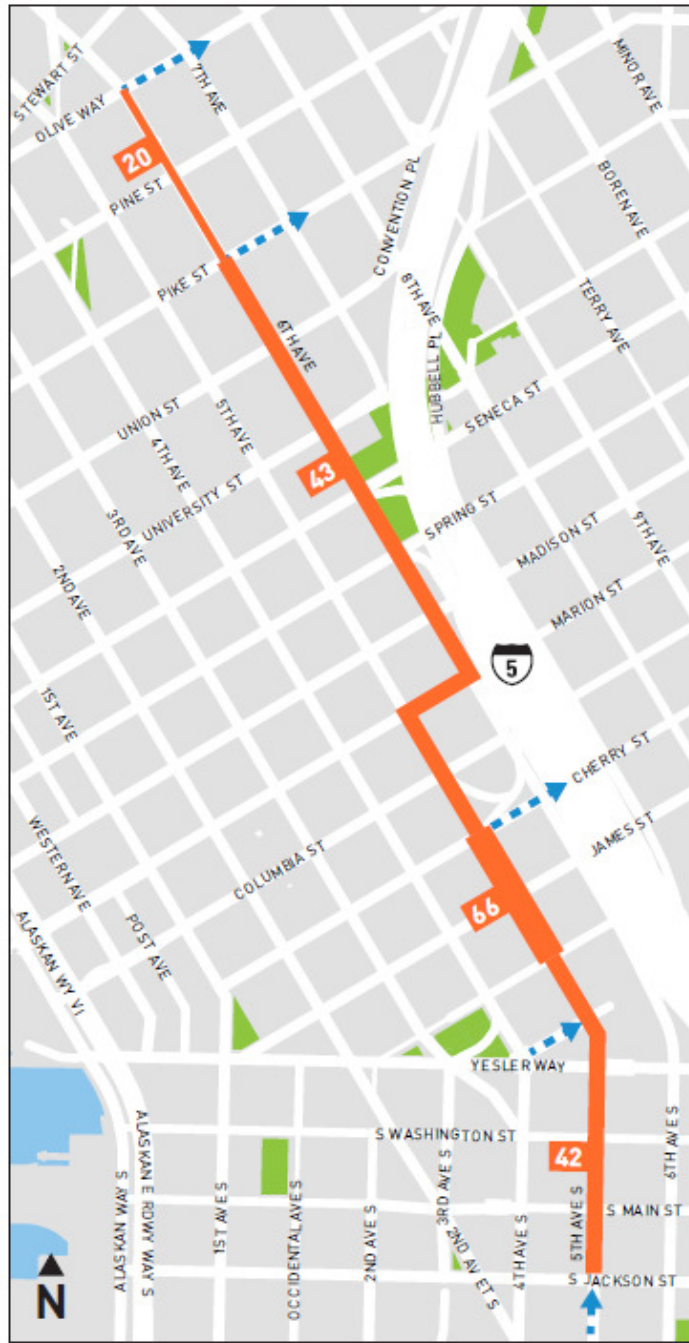 STEWART ST
OLIVE WAY
7TH AVE
MINOR AVE
20
PINE ST
BOREN AVE
CONVENTION PL
PIKE ST
8TH AVE
TERRY AVE
6TH AVE
HUBBELL PL
UNION ST
5TH AVE
SENECA ST
4TH AVE
43
UNIVERSITY ST
3RD AVE
SPRING ST
9TH AVE
MADISON ST
2ND AVE
MARION ST
5
1ST AVE
CHERRY ST
WESTERN AVE
JAMES ST
COLUMBIA ST
66
POST AVE
ALASKAN WY VI
YESLER WAY
S WASHINGTON ST
42
6TH AVE S
ALASKAN WAY S
ALASKAN E RDWY WAY S
1ST AVE S
OCCIDENTAL AVE S
2ND AVE S
3RD AVE S
2ND AV ET S
4TH AVE S
5TH AVE S
S MAIN ST
S JACKSON ST
N